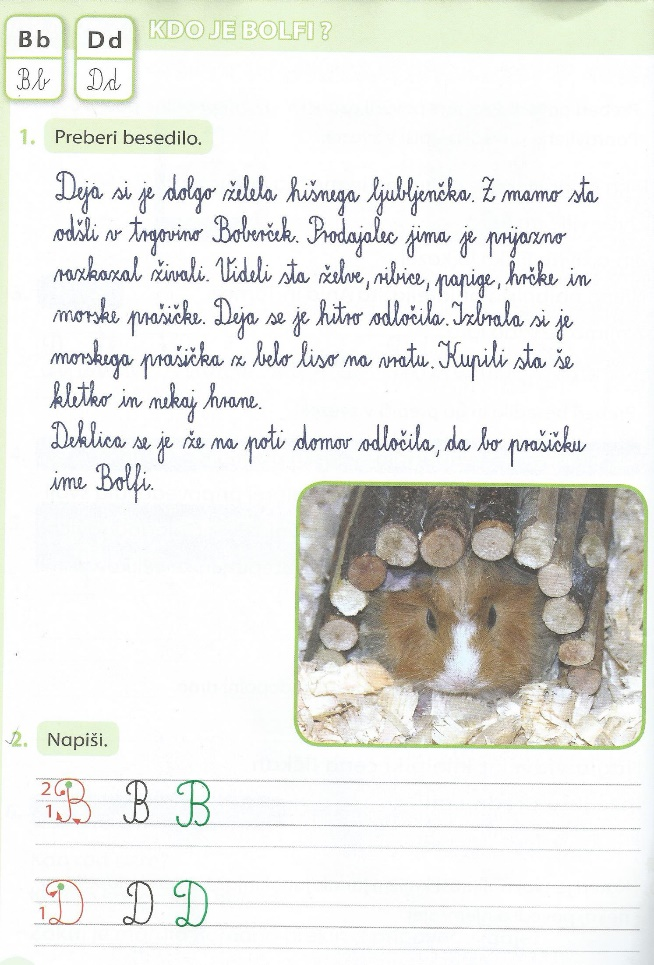 Bb Dd
Bb Dd
KDO JE BOLFI?
1. Preberi besedilo.
Deja si je dolgo želela hišnega ljubljenčka. Z mamo sta
odšli v trgovino Boberček. Prodajalec jima je prijazno
razkazal živali. Videli sta želve, ribice, papige, hrčke in
morske prašičke. Deja se je hitro odločila. Izbrala si je
morskega prašička z belo liso na vratu. Kupili sta še
kletko in nekaj hrane.
Deklica se je že na poti domov odločila, da bo prašičku
ime Bolfi.
2. Napiši.
2
1 B B B
1 D D D